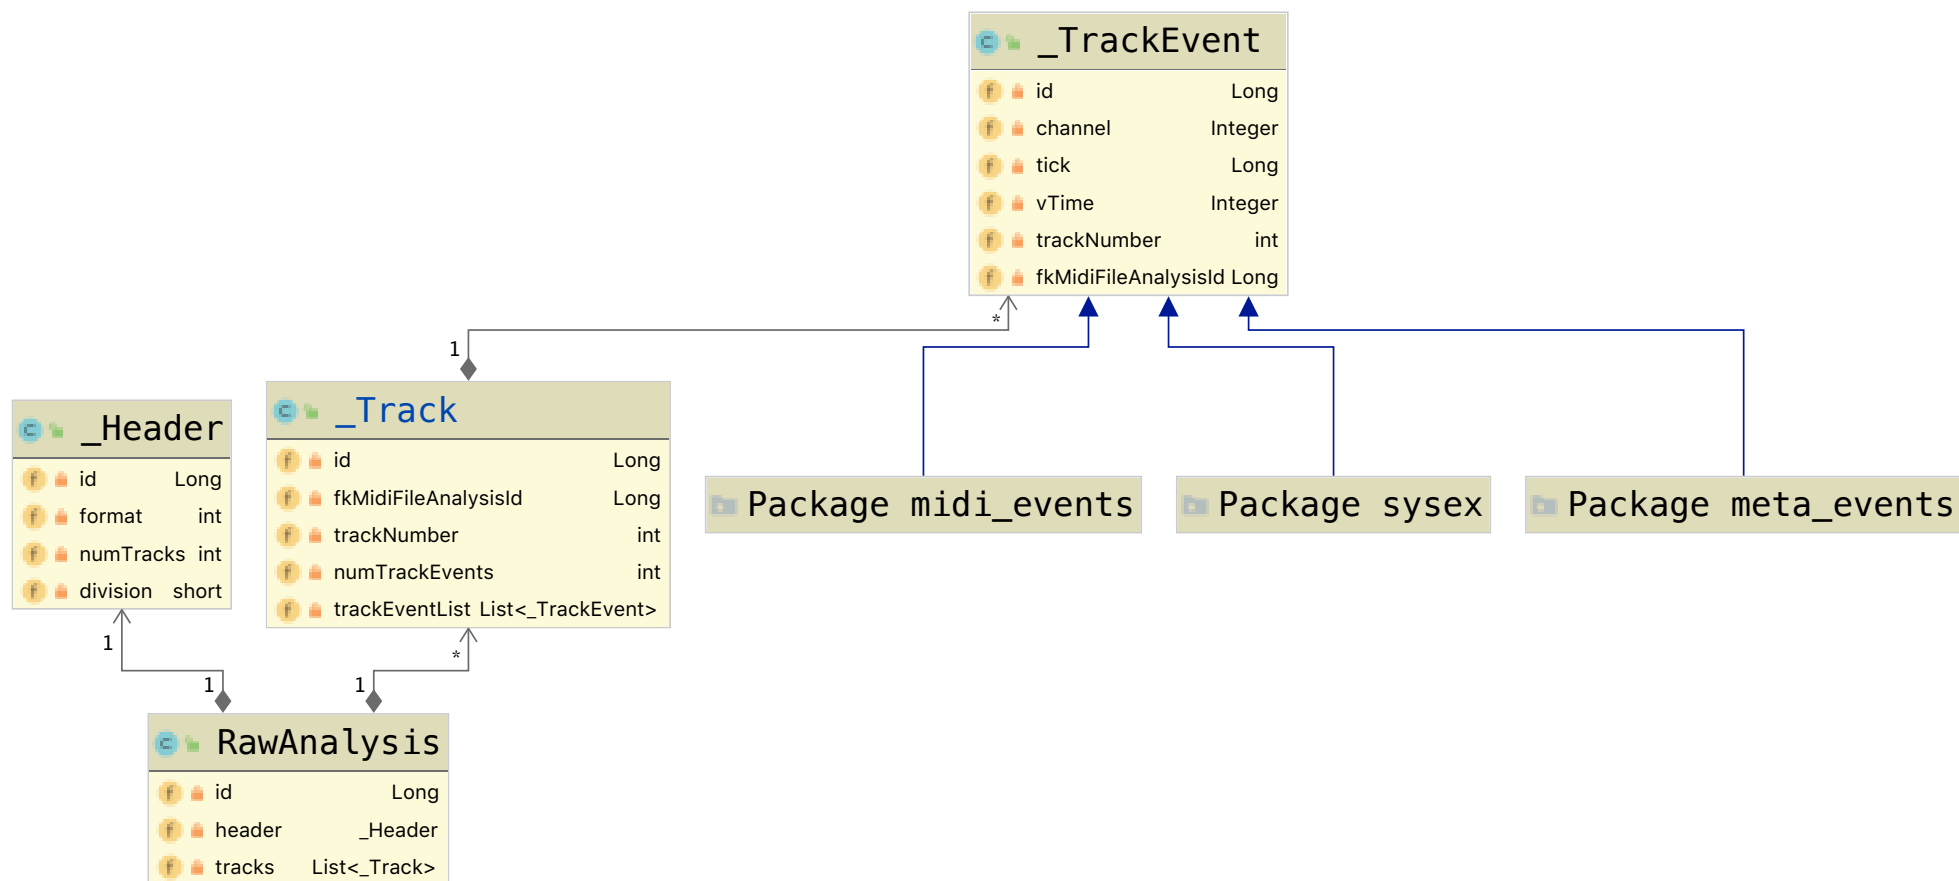 _TrackEvent
id Long
channel Integer
tick Long
vTime Integer
trackNumber int
fkMidiFileAnalysisId Long
*
1
_Header
id Long
format int
numTracks int
division short
_Track
id Long
fkMidiFileAnalysisId Long
trackNumber int
numTrackEvents int
trackEventList List<_TrackEvent>
Package midi_events
Package sysex
Package meta_events
1
*
1
1
RawAnalysis
id Long
header _Header
tracks List<_Track>